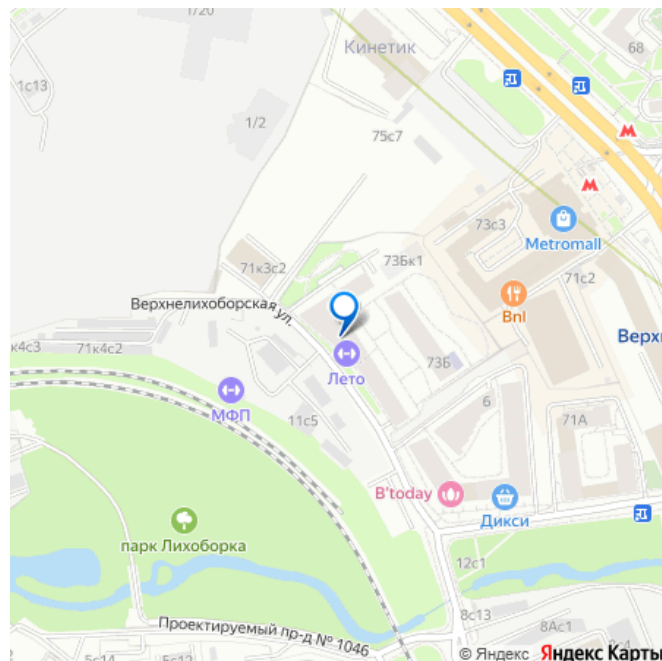 1/20
1с13
Кинетик
68
1/2
75с7
73с3
Metromall
71к3с2
73Бк1
71с2
Верхнелихоборская ул.
Bnl
Верх
к4с3
71к4с2
Лето
73Б
МФП
11с5
6
71А
B'today
Дикси
парк Лихоборка
12с1
Проектируемый пр-д № 1046
8с13
8Ас1
5с14
5с12
© Яндекс Яндекс Карты